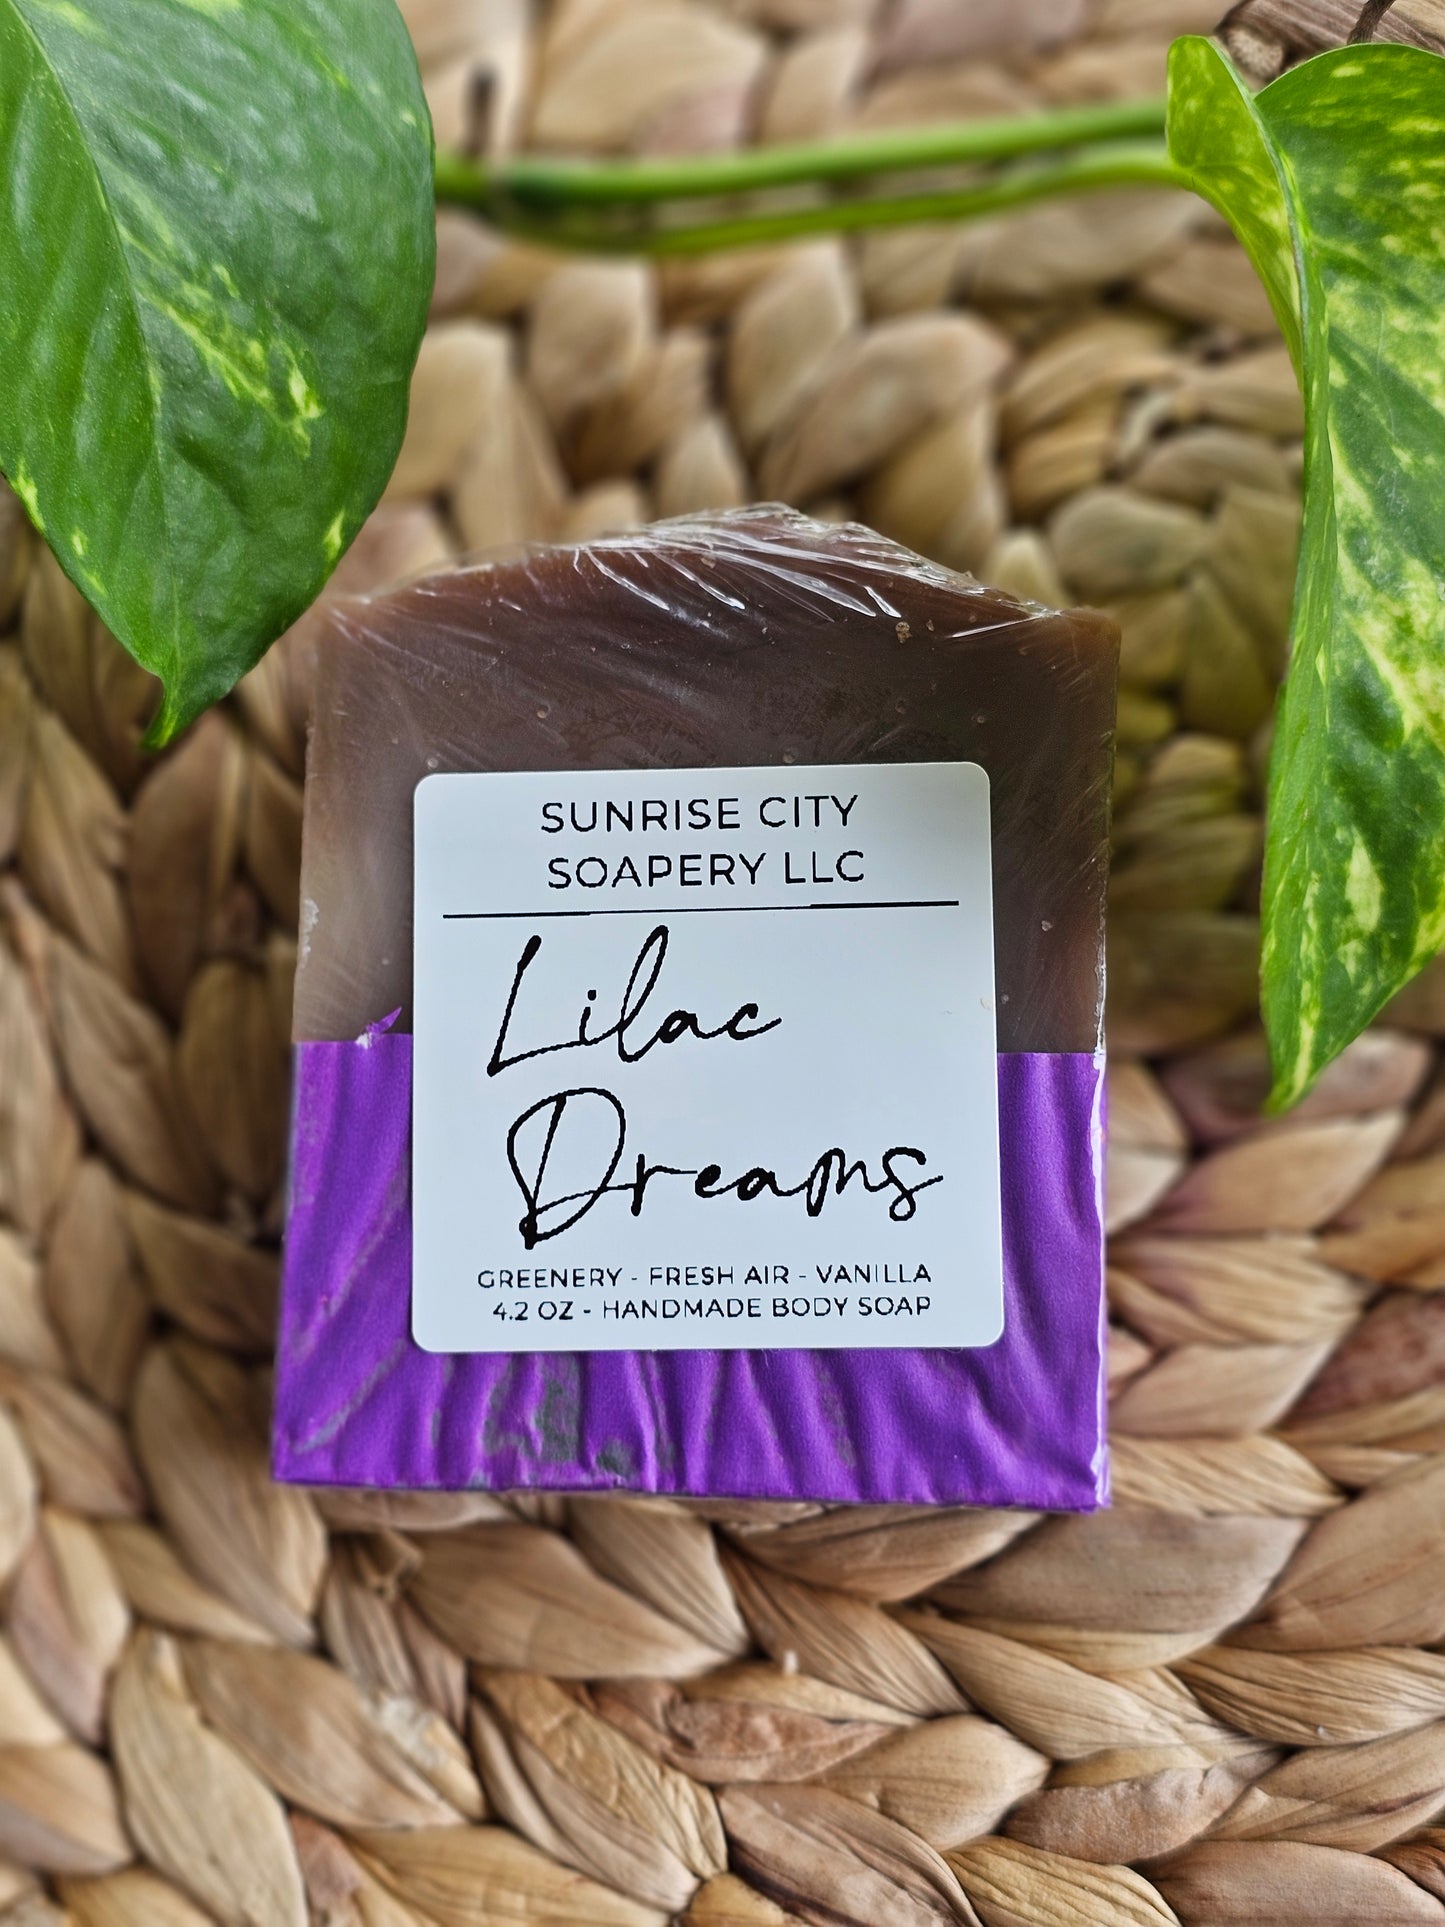 SUNRISE CITY
SOAPERY LLC
Lilac
Dreams
GREENERY - FRESH AIR - VANILLA
4.2 OZ - HANDMADE BODY SOAP